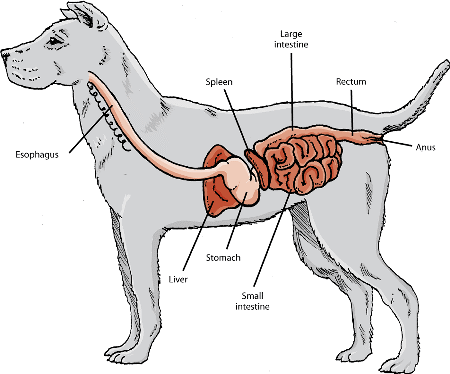 Large
intestine
Spleen
Rectum
Anus
Esophagus
Stomach
Liver
Small
intestine